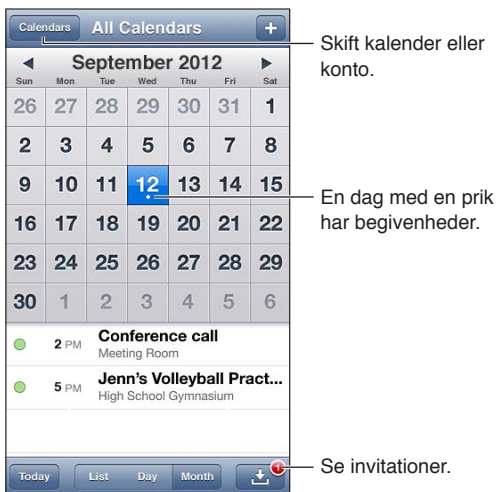 Calendars All Calendars +
Skift kalender eller
konto.
September 2012
Sun Mon Tue Wed Thu Fri Sat
26 27 28 29 30 31 1
2 3 4 5 6 7 8
9 10 11 12 13 14 15
En dag med en prik
har begivenheder.
16 17 18 19 20 21 22
23 24 25 26 27 28 29
30 1 2 3 4 5 6
2 PM Conference call
Meeting Room
5 PM Jenn's Volleyball Pract...
High School Gymnasium
Today List Day Month 1
Se invitationer.